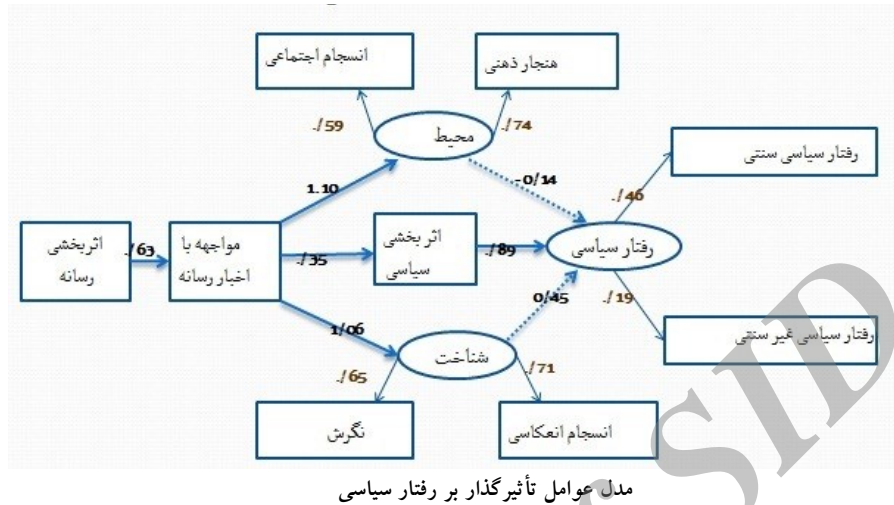 انسجام اجتماعی
هنجار ذهنی
./59
./74
محیط
رفتار سیاسی سنتی
1.10
-0/14
./46
اثربخشی
رسانه
./63
مواجهه با
اخبار رسانه
./35
اثر بخشی
سیاسی
./89
رفتار سیاسی
0/45
./19
1/06
رفتار سیاسی غیر سنتی
شناخت
./65
./71
نگرش
انسجام انعکاسی
مدل عوامل تأثیرگذار بر رفتار سیاسی
SID